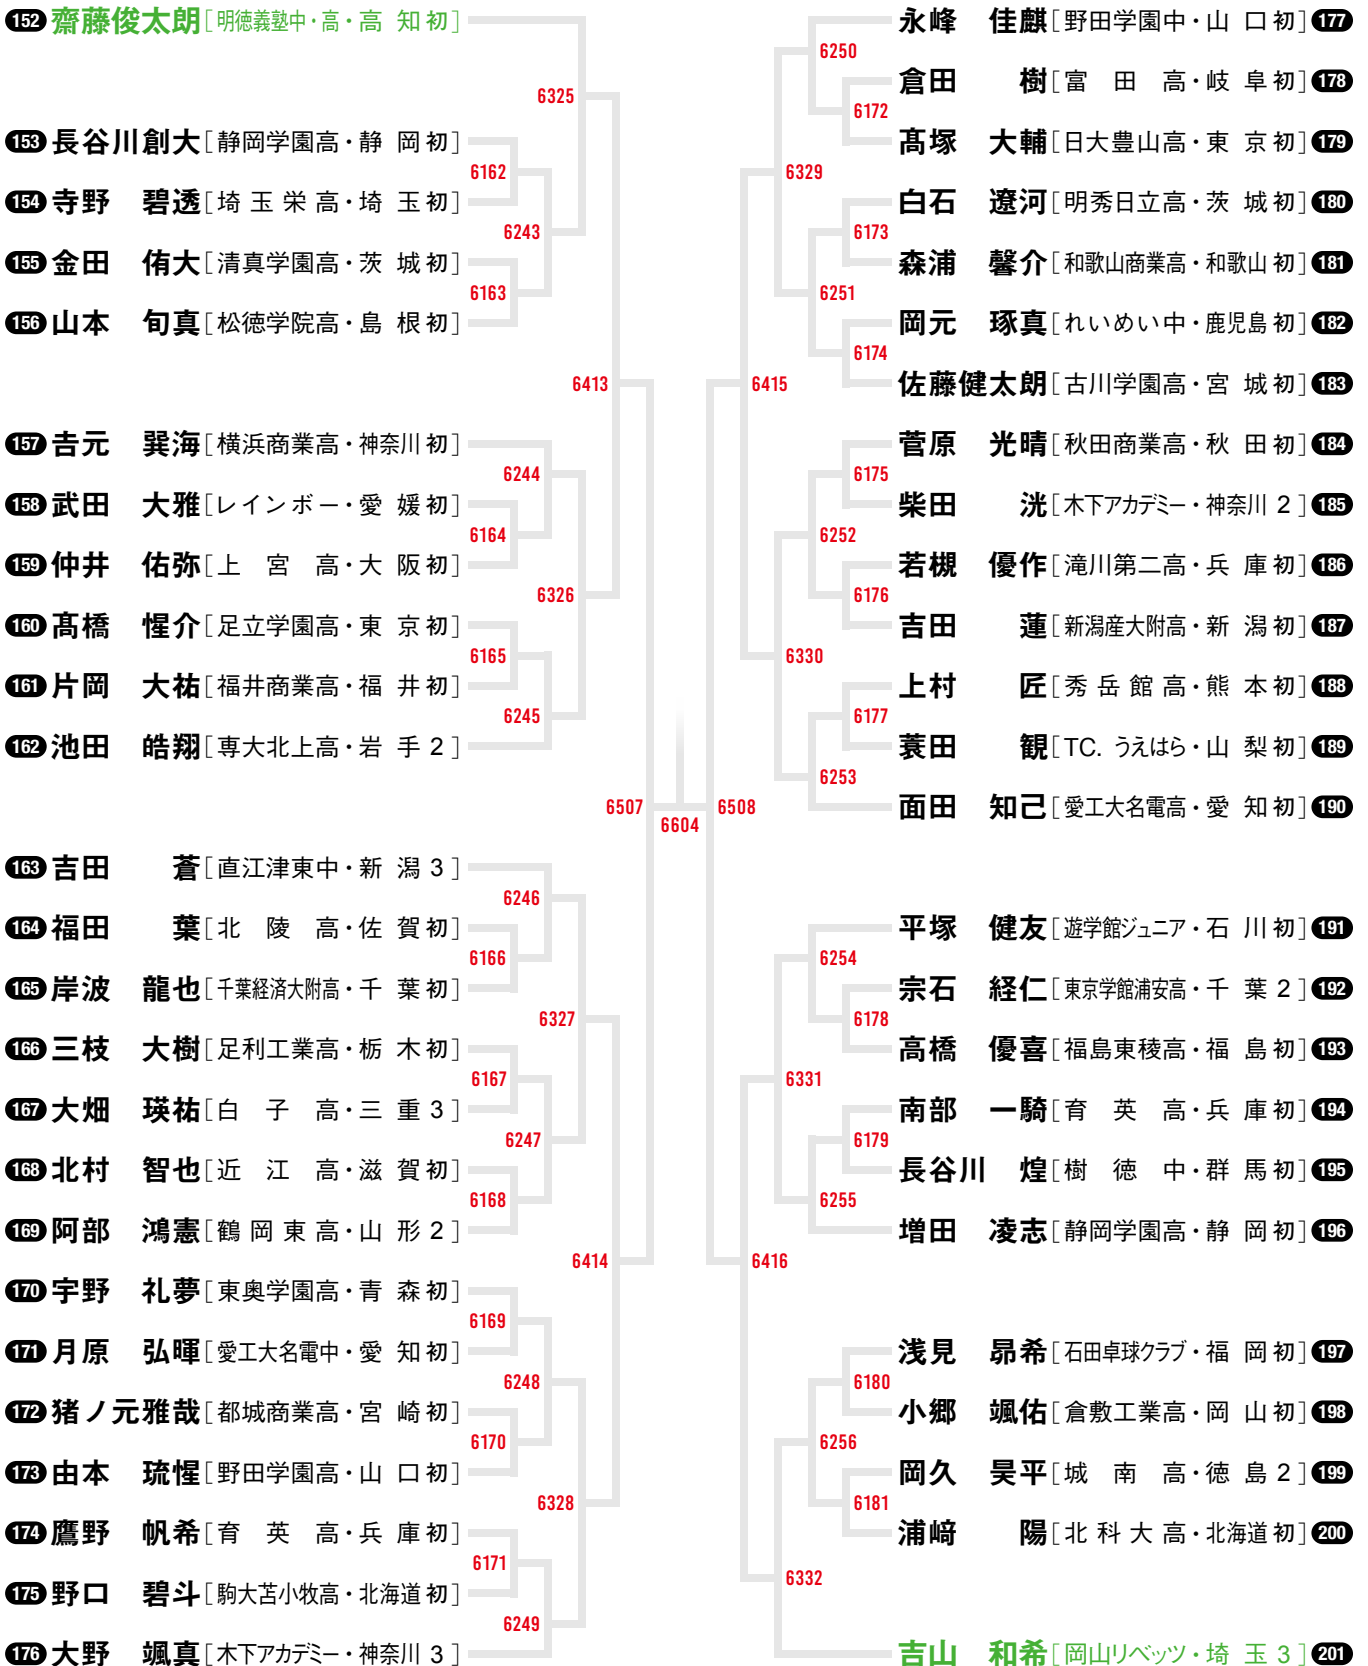 152 齋藤俊太朗［明徳義塾中・高・高 知 初］
6325
153 長谷川創大［静岡学園高・静 岡 初］
6162
154 寺野 碧透［埼 玉 栄 高・埼 玉 初］
6243
155 金田 侑大［清真学園高・茨 城 初］
6163
156 山本 旬真［松徳学院高・島 根 初］
6413
157 吉元 巽海［横浜商業高・神奈川 初］
6244
158 武田 大雅［レインボー・愛 媛 初］
6164
159 仲井 佑弥［上 宮 高・大 阪 初］
6326
160 髙橋 惺介［足立学園高・東 京 初］
6165
161 片岡 大祐［福井商業高・福 井 初］
6245
162 池田 皓翔［専大北上高・岩 手 2］
6507
6604
163 吉田 蒼［直江津東中・新 潟 3］
6246
164 福田 葉［北 陵 高・佐 賀 初］
6166
165 岸波 龍也［千葉経済大附高・千 葉 初］
6327
166 三枝 大樹［足利工業高・栃 木 初］
6167
167 大畑 瑛祐［白 子 高・三 重 3］
6247
168 北村 智也［近 江 高・滋 賀 初］
6168
169 阿部 鴻憲［鶴 岡 東 高・山 形 2］
6414
170 宇野 礼夢［東奥学園高・青 森 初］
6169
171 月原 弘暉［愛工大名電中・愛 知 初］
6248
172 猪ノ元雅哉［都城商業高・宮 崎 初］
6170
173 由本 琉惺［野田学園高・山 口 初］
6328
174 鷹野 帆希［育 英 高・兵 庫 初］
6171
175 野口 碧斗［駒大苫小牧高・北海道 初］
6249
176 大野 颯真［木下アカデミー・神奈川 3］
永峰 佳麒［野田学園中・山 口 初］177
6250
倉田 樹［富 田 高・岐 阜 初］178
6172
髙塚 大輔［日大豊山高・東 京 初］179
6329
白石 遼河［明秀日立高・茨 城 初］180
6173
森浦 馨介［和歌山商業高・和歌山 初］181
6251
岡元 琢真［れいめい中・鹿児島 初］182
6174
佐藤健太朗［古川学園高・宮 城 初］183
6415
菅原 光晴［秋田商業高・秋 田 初］184
6175
柴田 洸［木下アカデミー・神奈川 2］185
6252
若槻 優作［滝川第二高・兵 庫 初］186
6176
吉田 蓮［新潟産大附高・新 潟 初］187
6330
上村 匠［秀 岳 館 高・熊 本 初］188
6177
蓑田 観［TC. うえはら・山 梨 初］189
6253
面田 知己［愛工大名電高・愛 知 初］190
6508
平塚 健友［遊学館ジュニア・石 川 初］191
6254
宗石 経仁［東京学館浦安高・千 葉 2］192
6178
高橋 優喜［福島東稜高・福 島 初］193
6331
南部 一騎［育 英 高・兵 庫 初］194
6179
長谷川 煌［樹 徳 中・群 馬 初］195
6255
増田 凌志［静岡学園高・静 岡 初］196
6416
浅見 昴希［石田卓球クラブ・福 岡 初］197
6180
小郷 颯佑［倉敷工業高・岡 山 初］198
6256
岡久 昊平［城 南 高・徳 島 2］199
6181
浦﨑 陽［北 科 大 高・北海道 初］200
6332
吉山 和希［岡山リベッツ・埼 玉 3］201